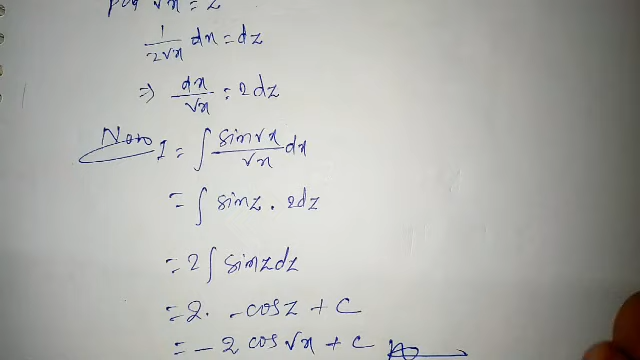 put √x = z
1/2√x dx = dz
=> dx/√x = 2dz
Now I = ∫ sin√x/√x dx
= ∫ sinz . 2dz
= 2 ∫ sinz dz
= 2. -cosz + c
= - 2 cos √x + c